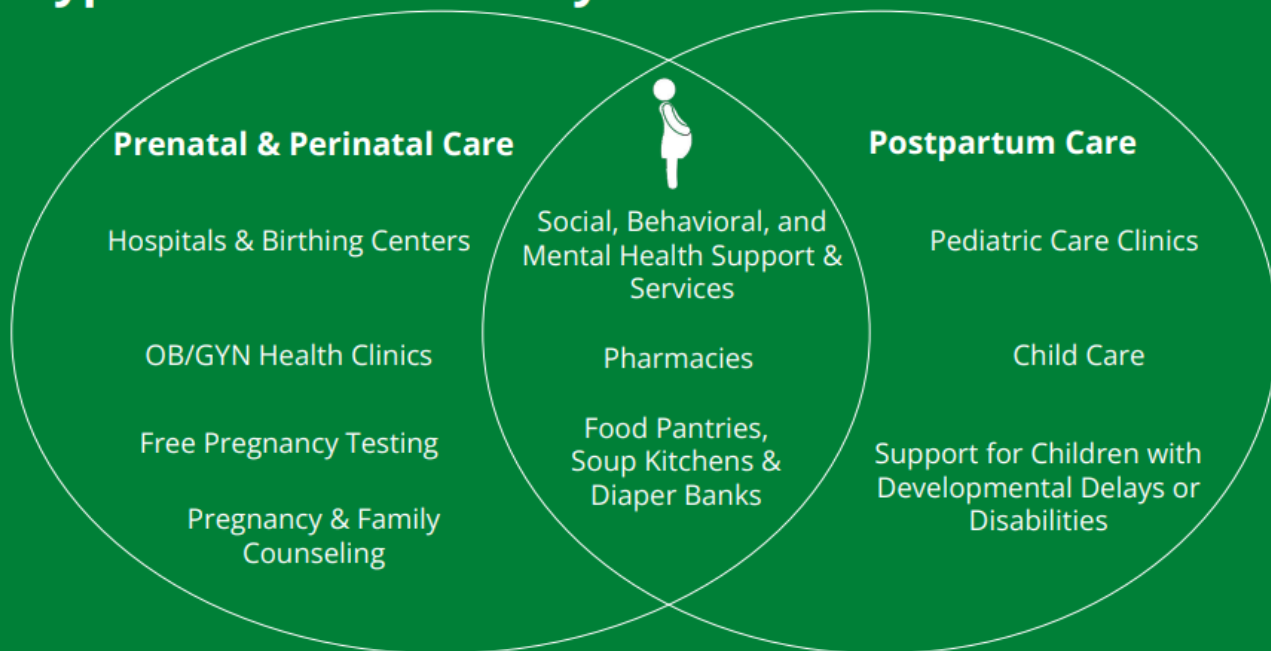 Prenatal & Perinatal Care
Hospitals & Birthing Centers
OB/GYN Health Clinics
Free Pregnancy Testing
Pregnancy & Family
Counseling
Social, Behavioral, and
Mental Health Support &
Services
Pharmacies
Food Pantries,
Soup Kitchens &
Diaper Banks
Postpartum Care
Pediatric Care Clinics
Child Care
Support for Children with
Developmental Delays or
Disabilities